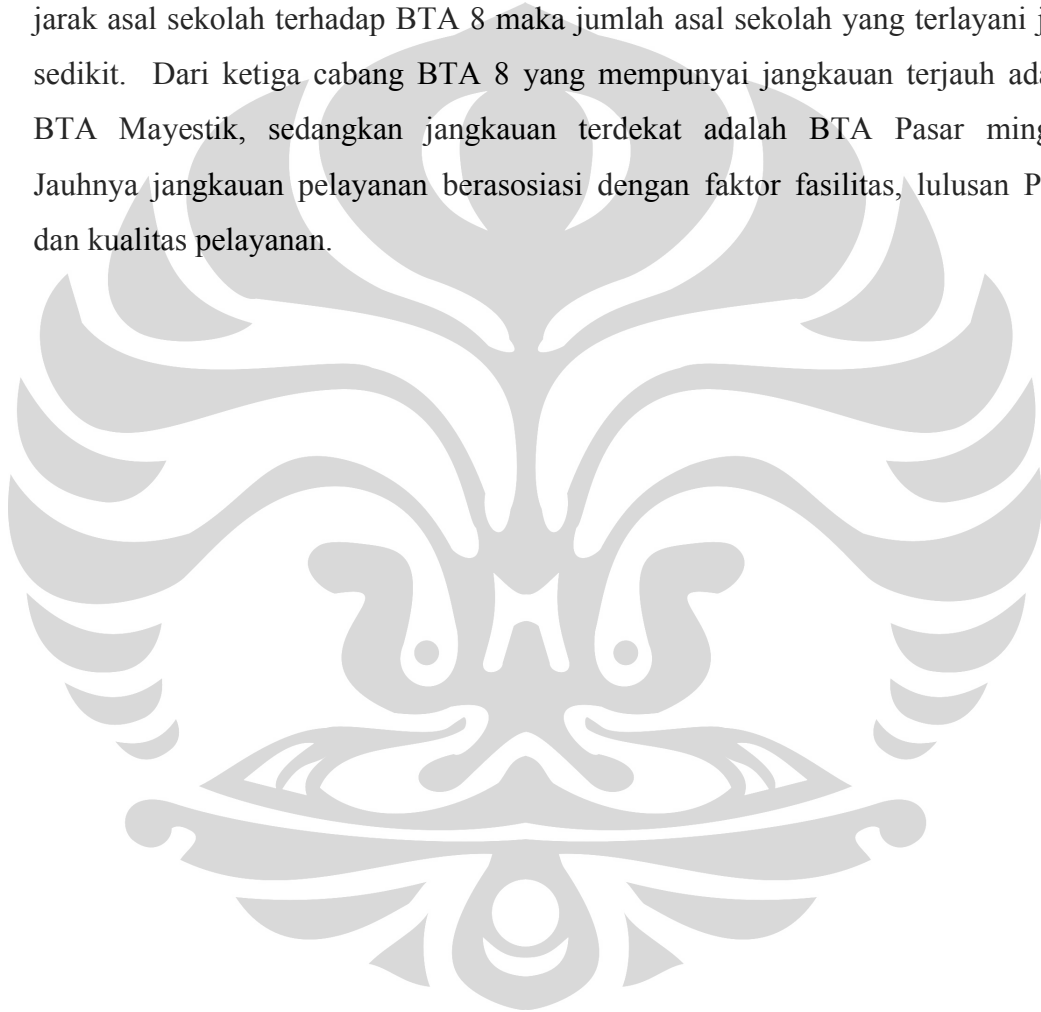 jarak asal sekolah terhadap BTA 8 maka jumlah asal sekolah yang terlayani
sedikit. Dari ketiga cabang BTA 8 yang mempunyai jangkauan terjauh
BTA Mayestik, sedangkan jangkauan terdekat adalah BTA Pasar
Jauhnya jangkauan pelayanan berasosiasi dengan faktor fasilitas, lulusan
dan kualitas pelayanan.